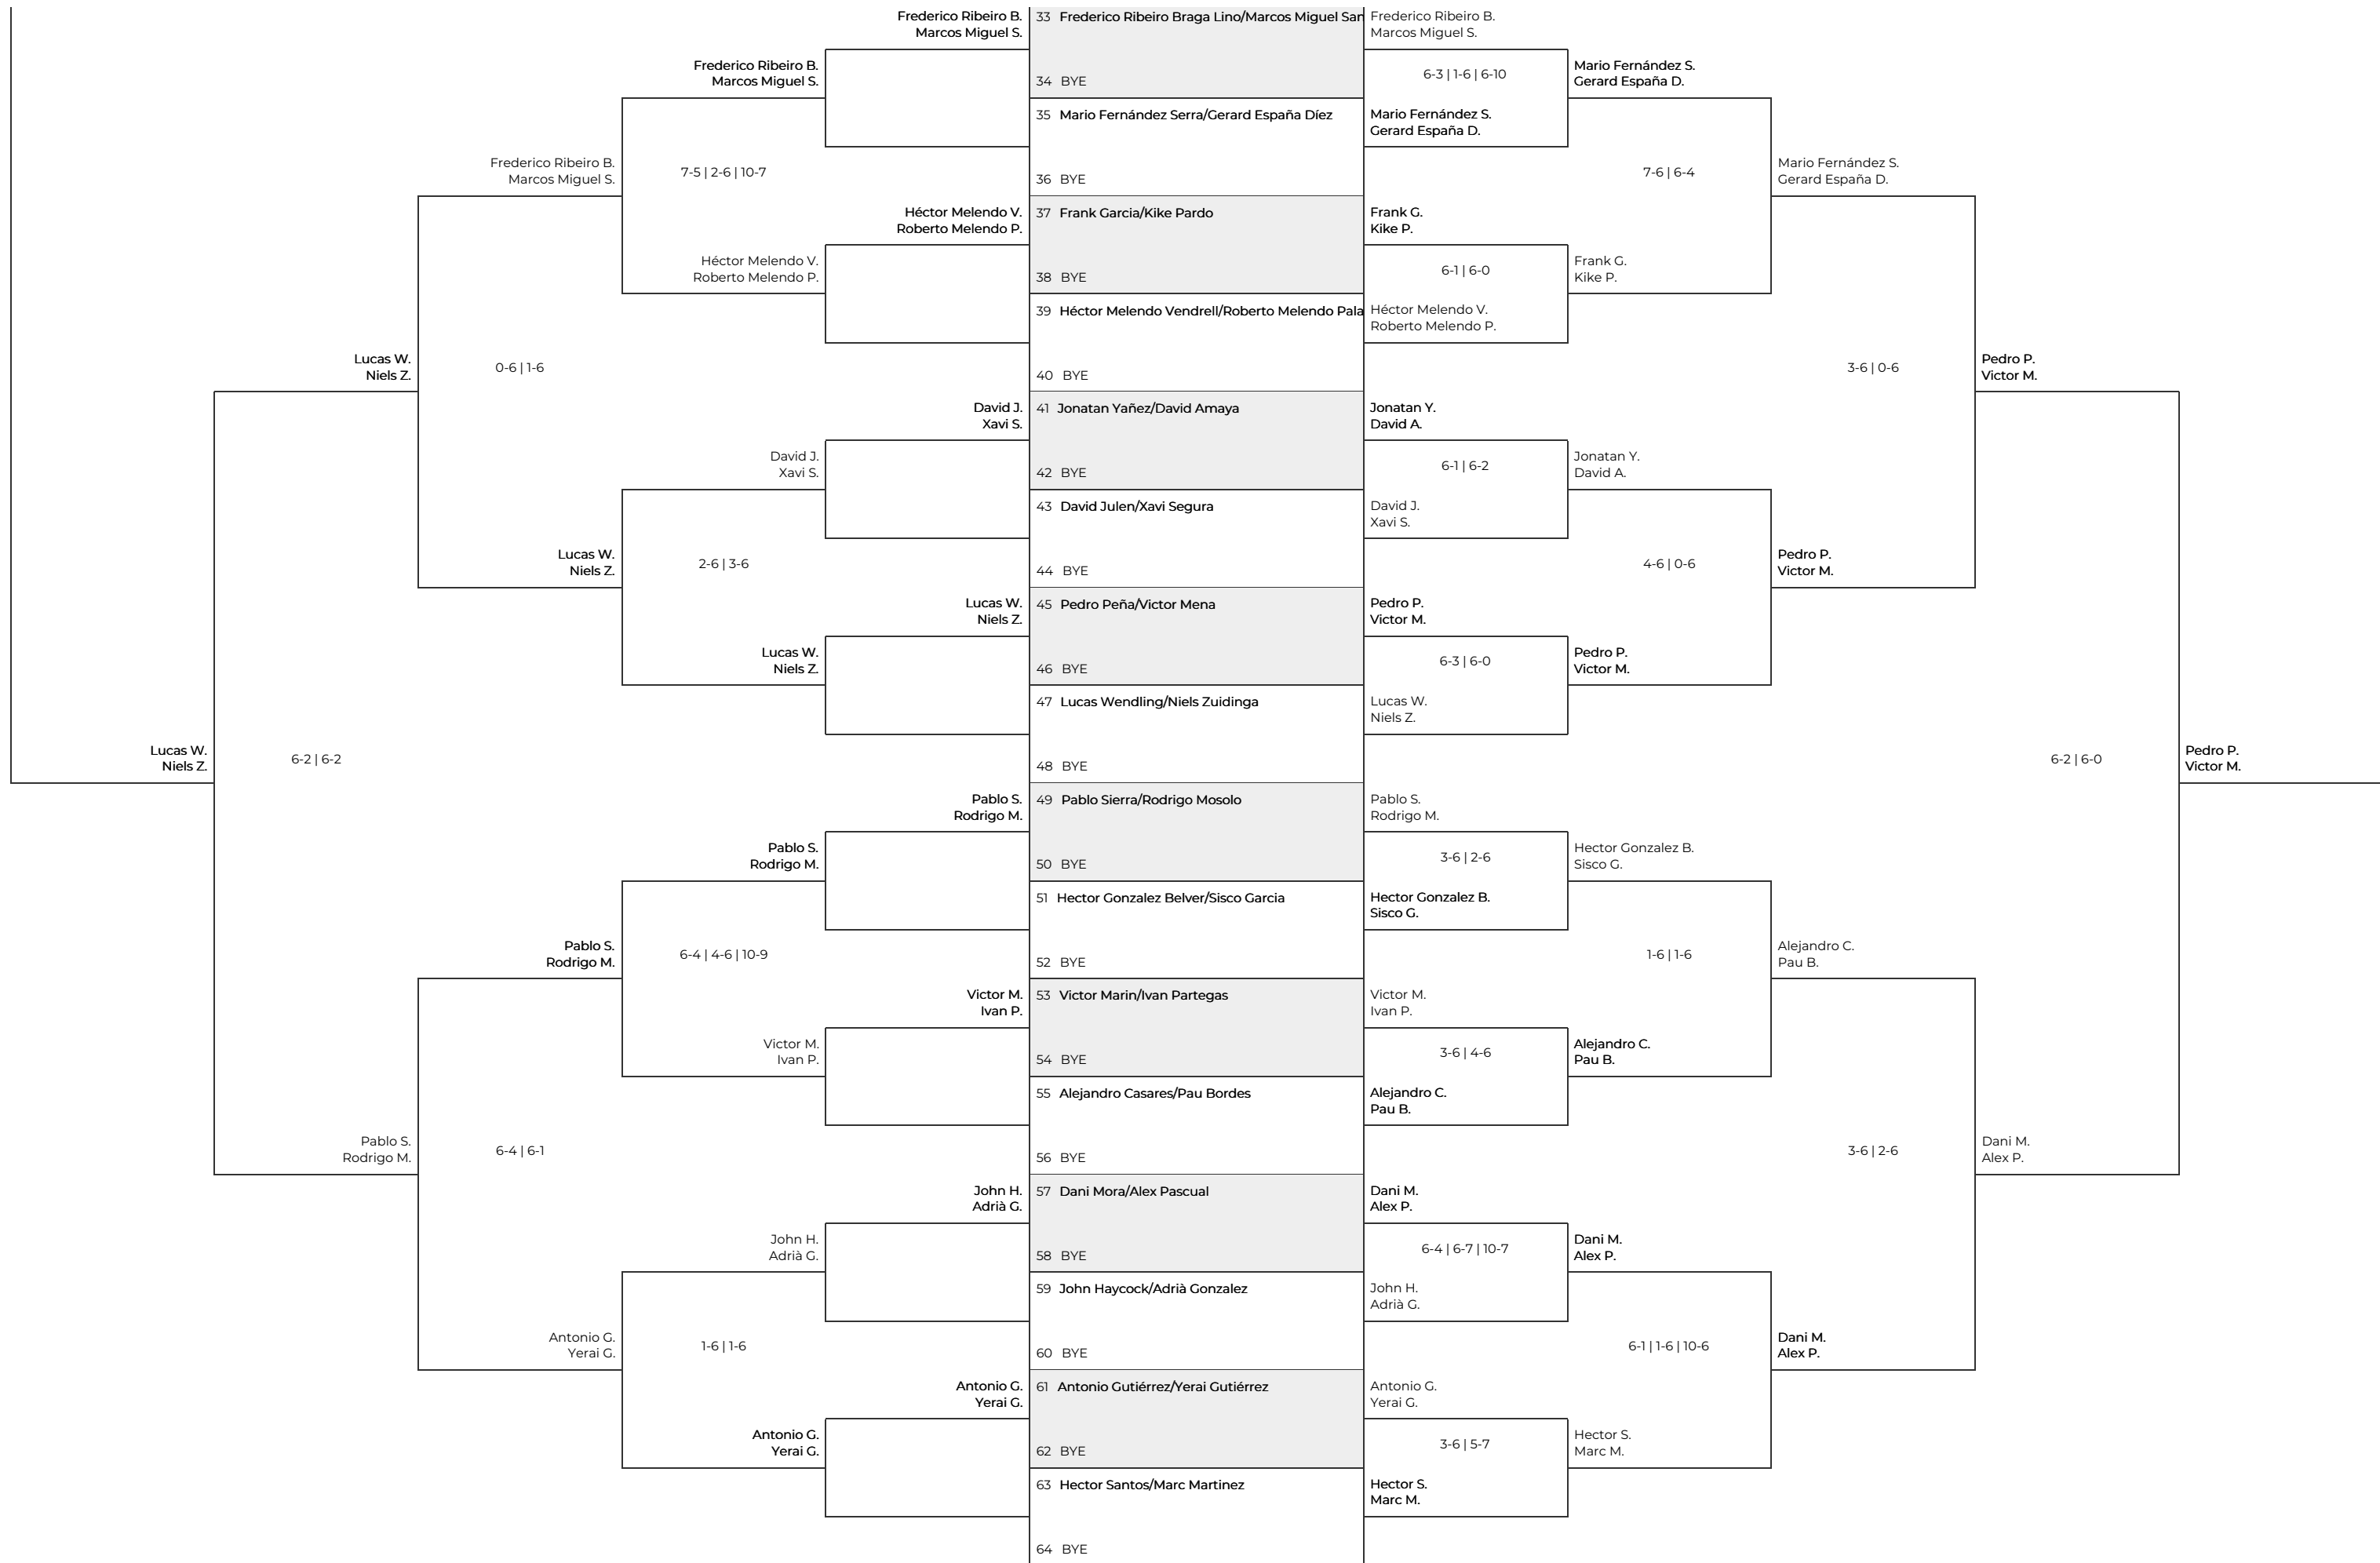 Frederico Ribeiro B.
Marcos Miguel S.
33 Frederico Ribeiro Braga Lino/Marcos Miguel San
Frederico Ribeiro B.
Marcos Miguel S.
Frederico Ribeiro B.
Marcos Miguel S.
34 BYE
6-3 | 1-6 | 6-10
Mario Fernández S.
Gerard España D.
35 Mario Fernández Serra/Gerard España Díez
Mario Fernández S.
Gerard España D.
Frederico Ribeiro B.
Marcos Miguel S.
7-5 | 2-6 | 10-7
36 BYE
7-6 | 6-4
Mario Fernández S.
Gerard España D.
Héctor Melendo V.
Roberto Melendo P.
37 Frank Garcia/Kike Pardo
Frank G.
Kike P.
Héctor Melendo V.
Roberto Melendo P.
38 BYE
6-1 | 6-0
Frank G.
Kike P.
39 Héctor Melendo Vendrell/Roberto Melendo Pala
Héctor Melendo V.
Roberto Melendo P.
Lucas W.
Niels Z.
0-6 | 1-6
40 BYE
3-6 | 0-6
Pedro P.
Victor M.
David J.
Xavi S.
41 Jonatan Yañez/David Amaya
Jonatan Y.
David A.
David J.
Xavi S.
42 BYE
6-1 | 6-2
Jonatan Y.
David A.
43 David Julen/Xavi Segura
David J.
Xavi S.
Lucas W.
Niels Z.
2-6 | 3-6
44 BYE
4-6 | 0-6
Pedro P.
Victor M.
Lucas W.
Niels Z.
45 Pedro Peña/Victor Mena
Pedro P.
Victor M.
Lucas W.
Niels Z.
46 BYE
6-3 | 6-0
Pedro P.
Victor M.
47 Lucas Wendling/Niels Zuidinga
Lucas W.
Niels Z.
Lucas W.
Niels Z.
6-2 | 6-2
48 BYE
6-2 | 6-0
Pedro P.
Victor M.
Pablo S.
Rodrigo M.
49 Pablo Sierra/Rodrigo Mosolo
Pablo S.
Rodrigo M.
Pablo S.
Rodrigo M.
50 BYE
3-6 | 2-6
Hector Gonzalez B.
Sisco G.
51 Hector Gonzalez Belver/Sisco Garcia
Hector Gonzalez B.
Sisco G.
Pablo S.
Rodrigo M.
6-4 | 4-6 | 10-9
52 BYE
1-6 | 1-6
Alejandro C.
Pau B.
Victor M.
Ivan P.
53 Victor Marin/Ivan Partegas
Victor M.
Ivan P.
Victor M.
Ivan P.
54 BYE
3-6 | 4-6
Alejandro C.
Pau B.
55 Alejandro Casares/Pau Bordes
Alejandro C.
Pau B.
Pablo S.
Rodrigo M.
6-4 | 6-1
56 BYE
3-6 | 2-6
Dani M.
Alex P.
John H.
Adrià G.
57 Dani Mora/Alex Pascual
Dani M.
Alex P.
John H.
Adrià G.
58 BYE
6-4 | 6-7 | 10-7
Dani M.
Alex P.
59 John Haycock/Adrià Gonzalez
John H.
Adrià G.
Antonio G.
Yerai G.
1-6 | 1-6
60 BYE
6-1 | 1-6 | 10-6
Dani M.
Alex P.
Antonio G.
Yerai G.
61 Antonio Gutiérrez/Yerai Gutiérrez
Antonio G.
Yerai G.
Antonio G.
Yerai G.
62 BYE
3-6 | 5-7
Hector S.
Marc M.
63 Hector Santos/Marc Martinez
Hector S.
Marc M.
64 BYE